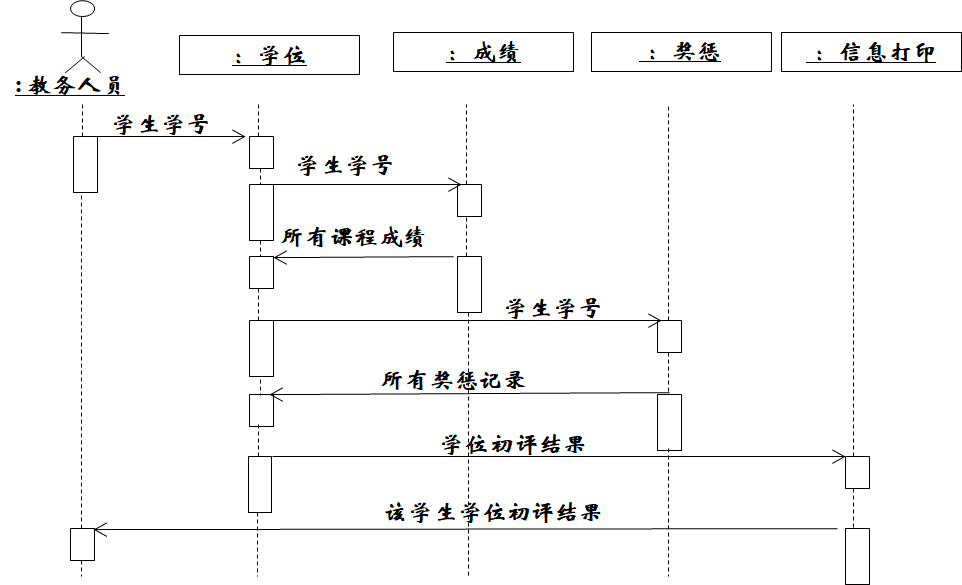 : 学位
: 成绩
: 奖惩
: 信息打印
:教务人员
学生学号
学生学号
所有课程成绩
学生学号
所有奖惩记录
学位初评结果
该学生学位初评结果